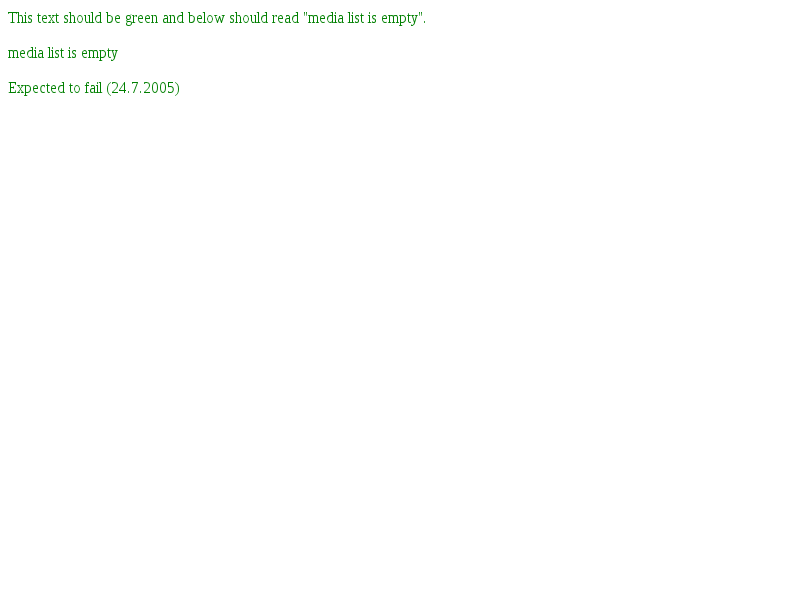 This text should be green and below should read "media list is empty".
media list is empty
Expected to fail (24.7.2005)